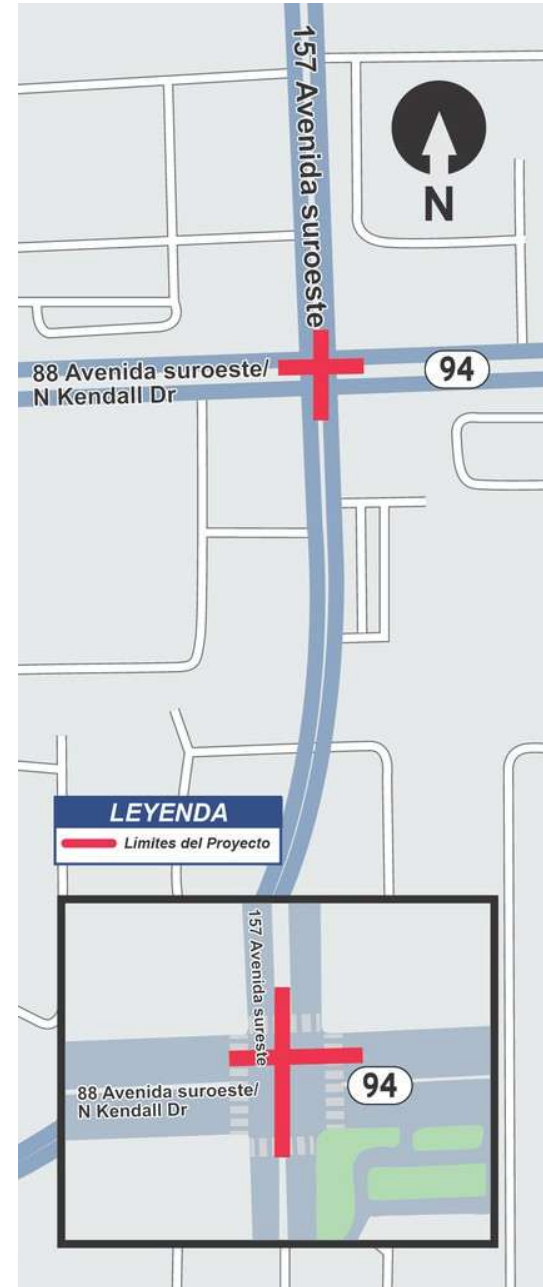 157 Avenida suroeste
N
88 Avenida suroeste/
N Kendall Dr
94
LEYENDA
Limites del Proyecto
157 Avenida sureste
88 Avenida suroeste/
N Kendall Dr
94